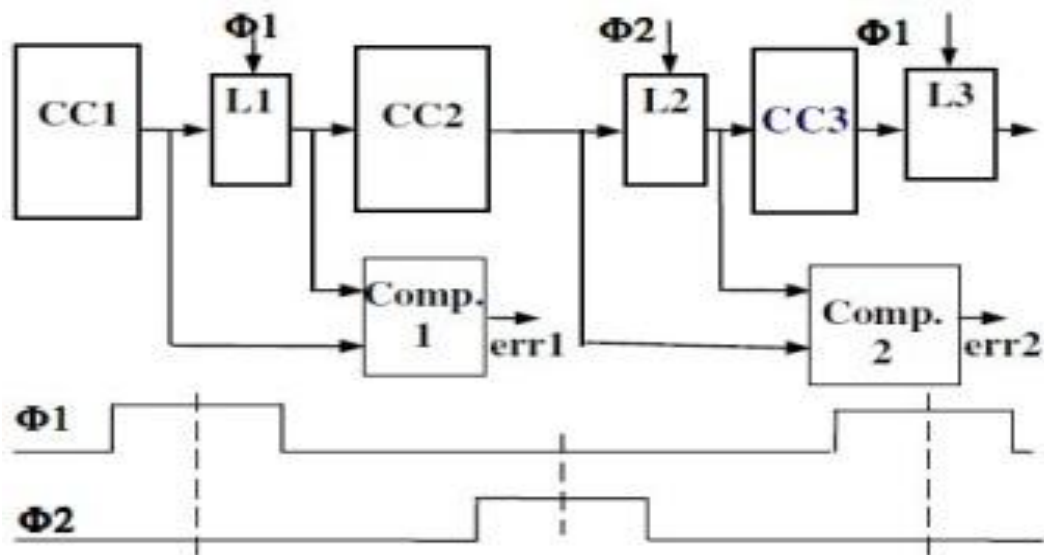 Φ1
Φ2
Φ1
CC1
L1
CC2
L2
CC3
L3
Comp.
1
err1
Comp.
2
err2
Φ1
Φ2